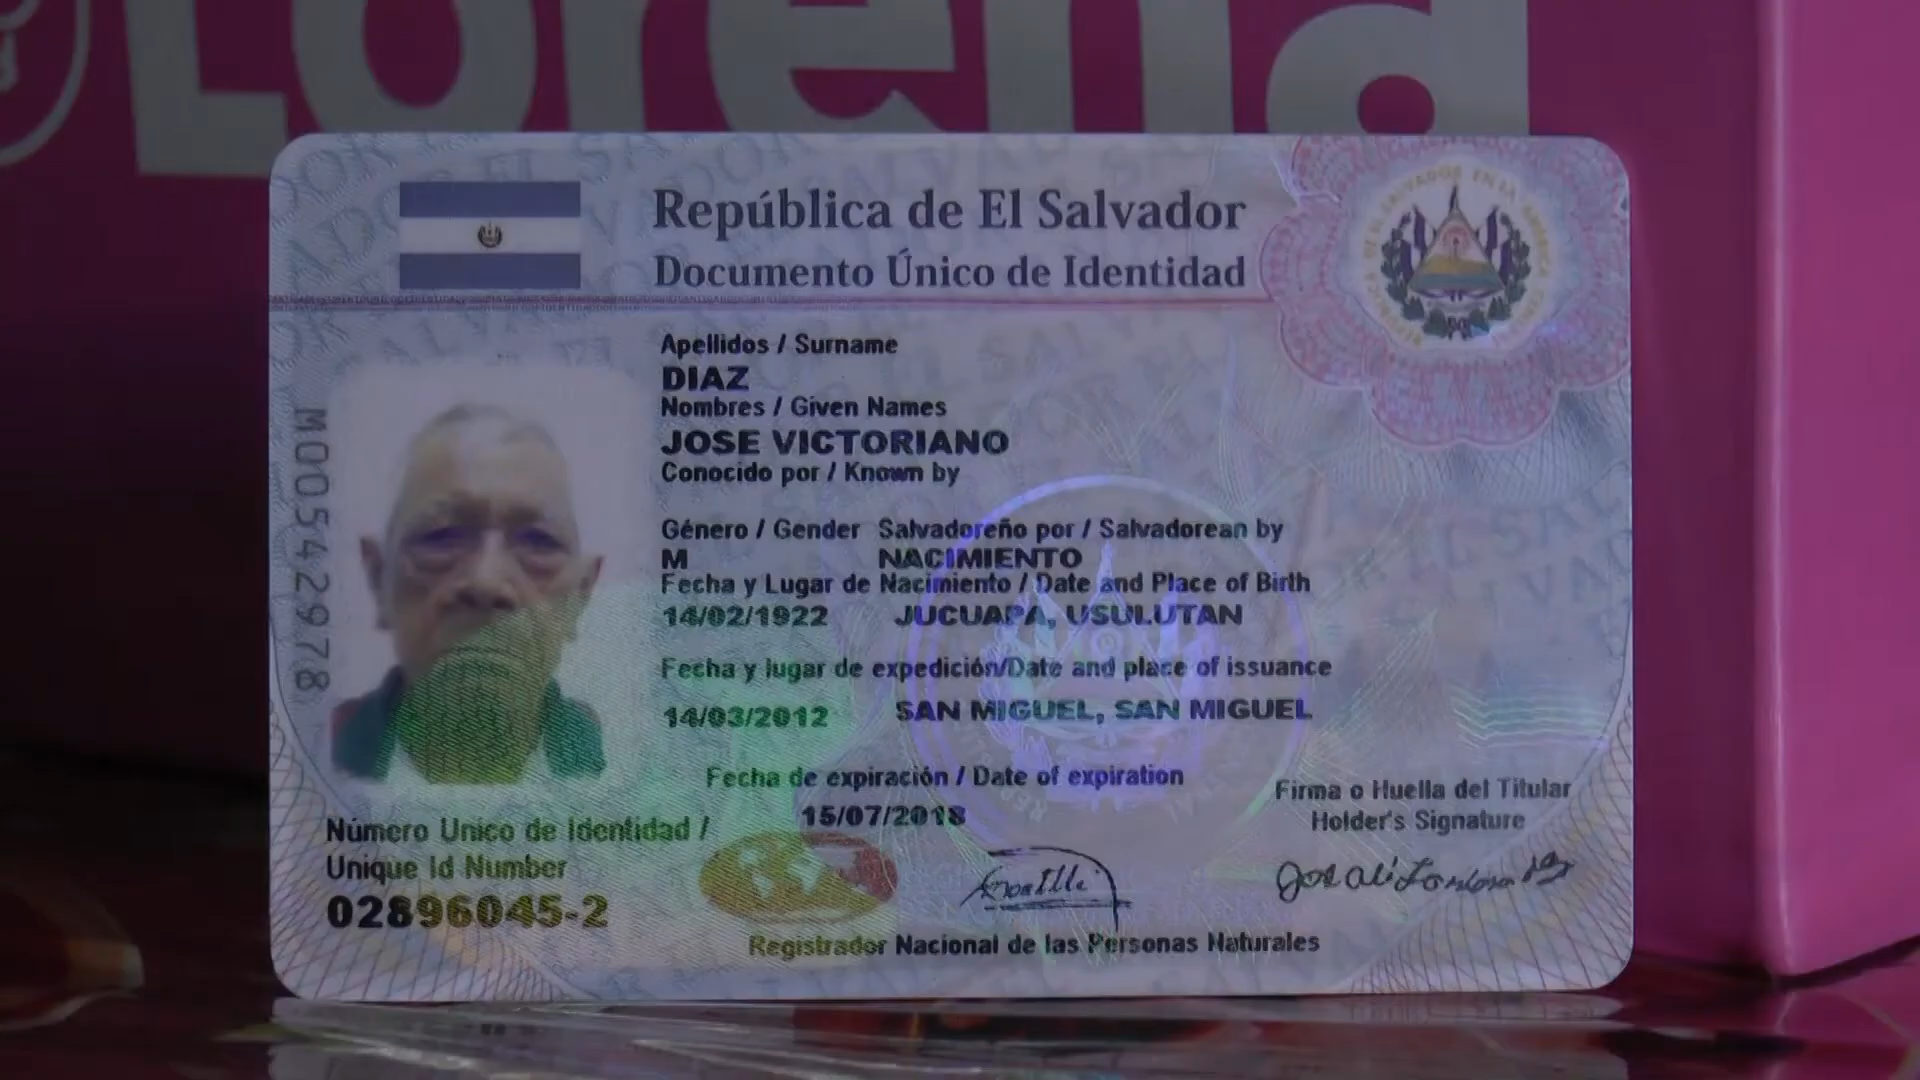 Lorena
República de El Salvador
Documento Único de Identidad
Apellidos / Surname
DIAZ
Nombres / Given Names
JOSE VICTORIANO
Conocido por / Known by
Género / Gender Salvadoreño por / Salvadorean by
M NACIMIENTO
Fecha y Lugar de Nacimiento / Date and Place of Birth
14/02/1922 JUCUAPA, USULUTAN
Fecha y lugar de expedición/Date and place of issuance
14/03/2012 SAN MIGUEL, SAN MIGUEL
Fecha de expiración / Date of expiration
15/07/2018
Firma o Huella del Titular
Holder's Signature
M00542978
Número Unico de Identidad /
Unique Id Number
02896045-2
Registrador Nacional de las Personas Naturales